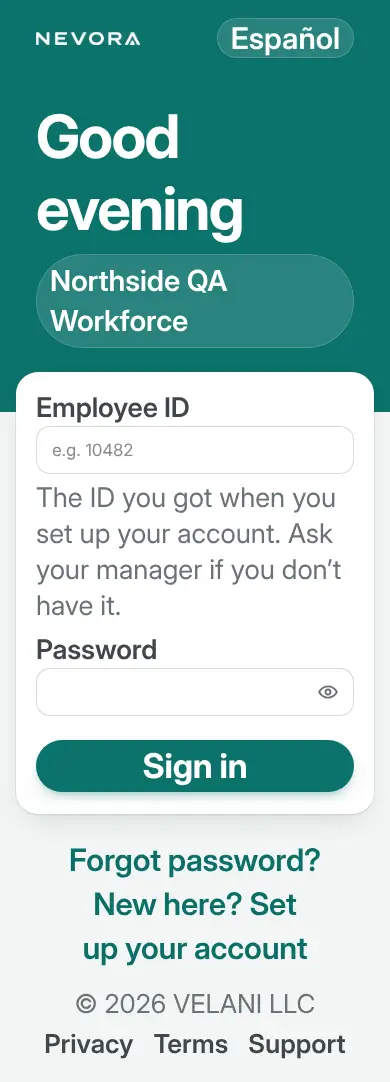 NEVORA
Español
Good
evening
Northside QA
Workforce
Employee ID
e.g. 10482
The ID you got when you
set up your account. Ask
your manager if you don’t
have it.
Password
Sign in
Forgot password?
New here? Set
up your account
© 2026 VELANI LLC
Privacy Terms Support